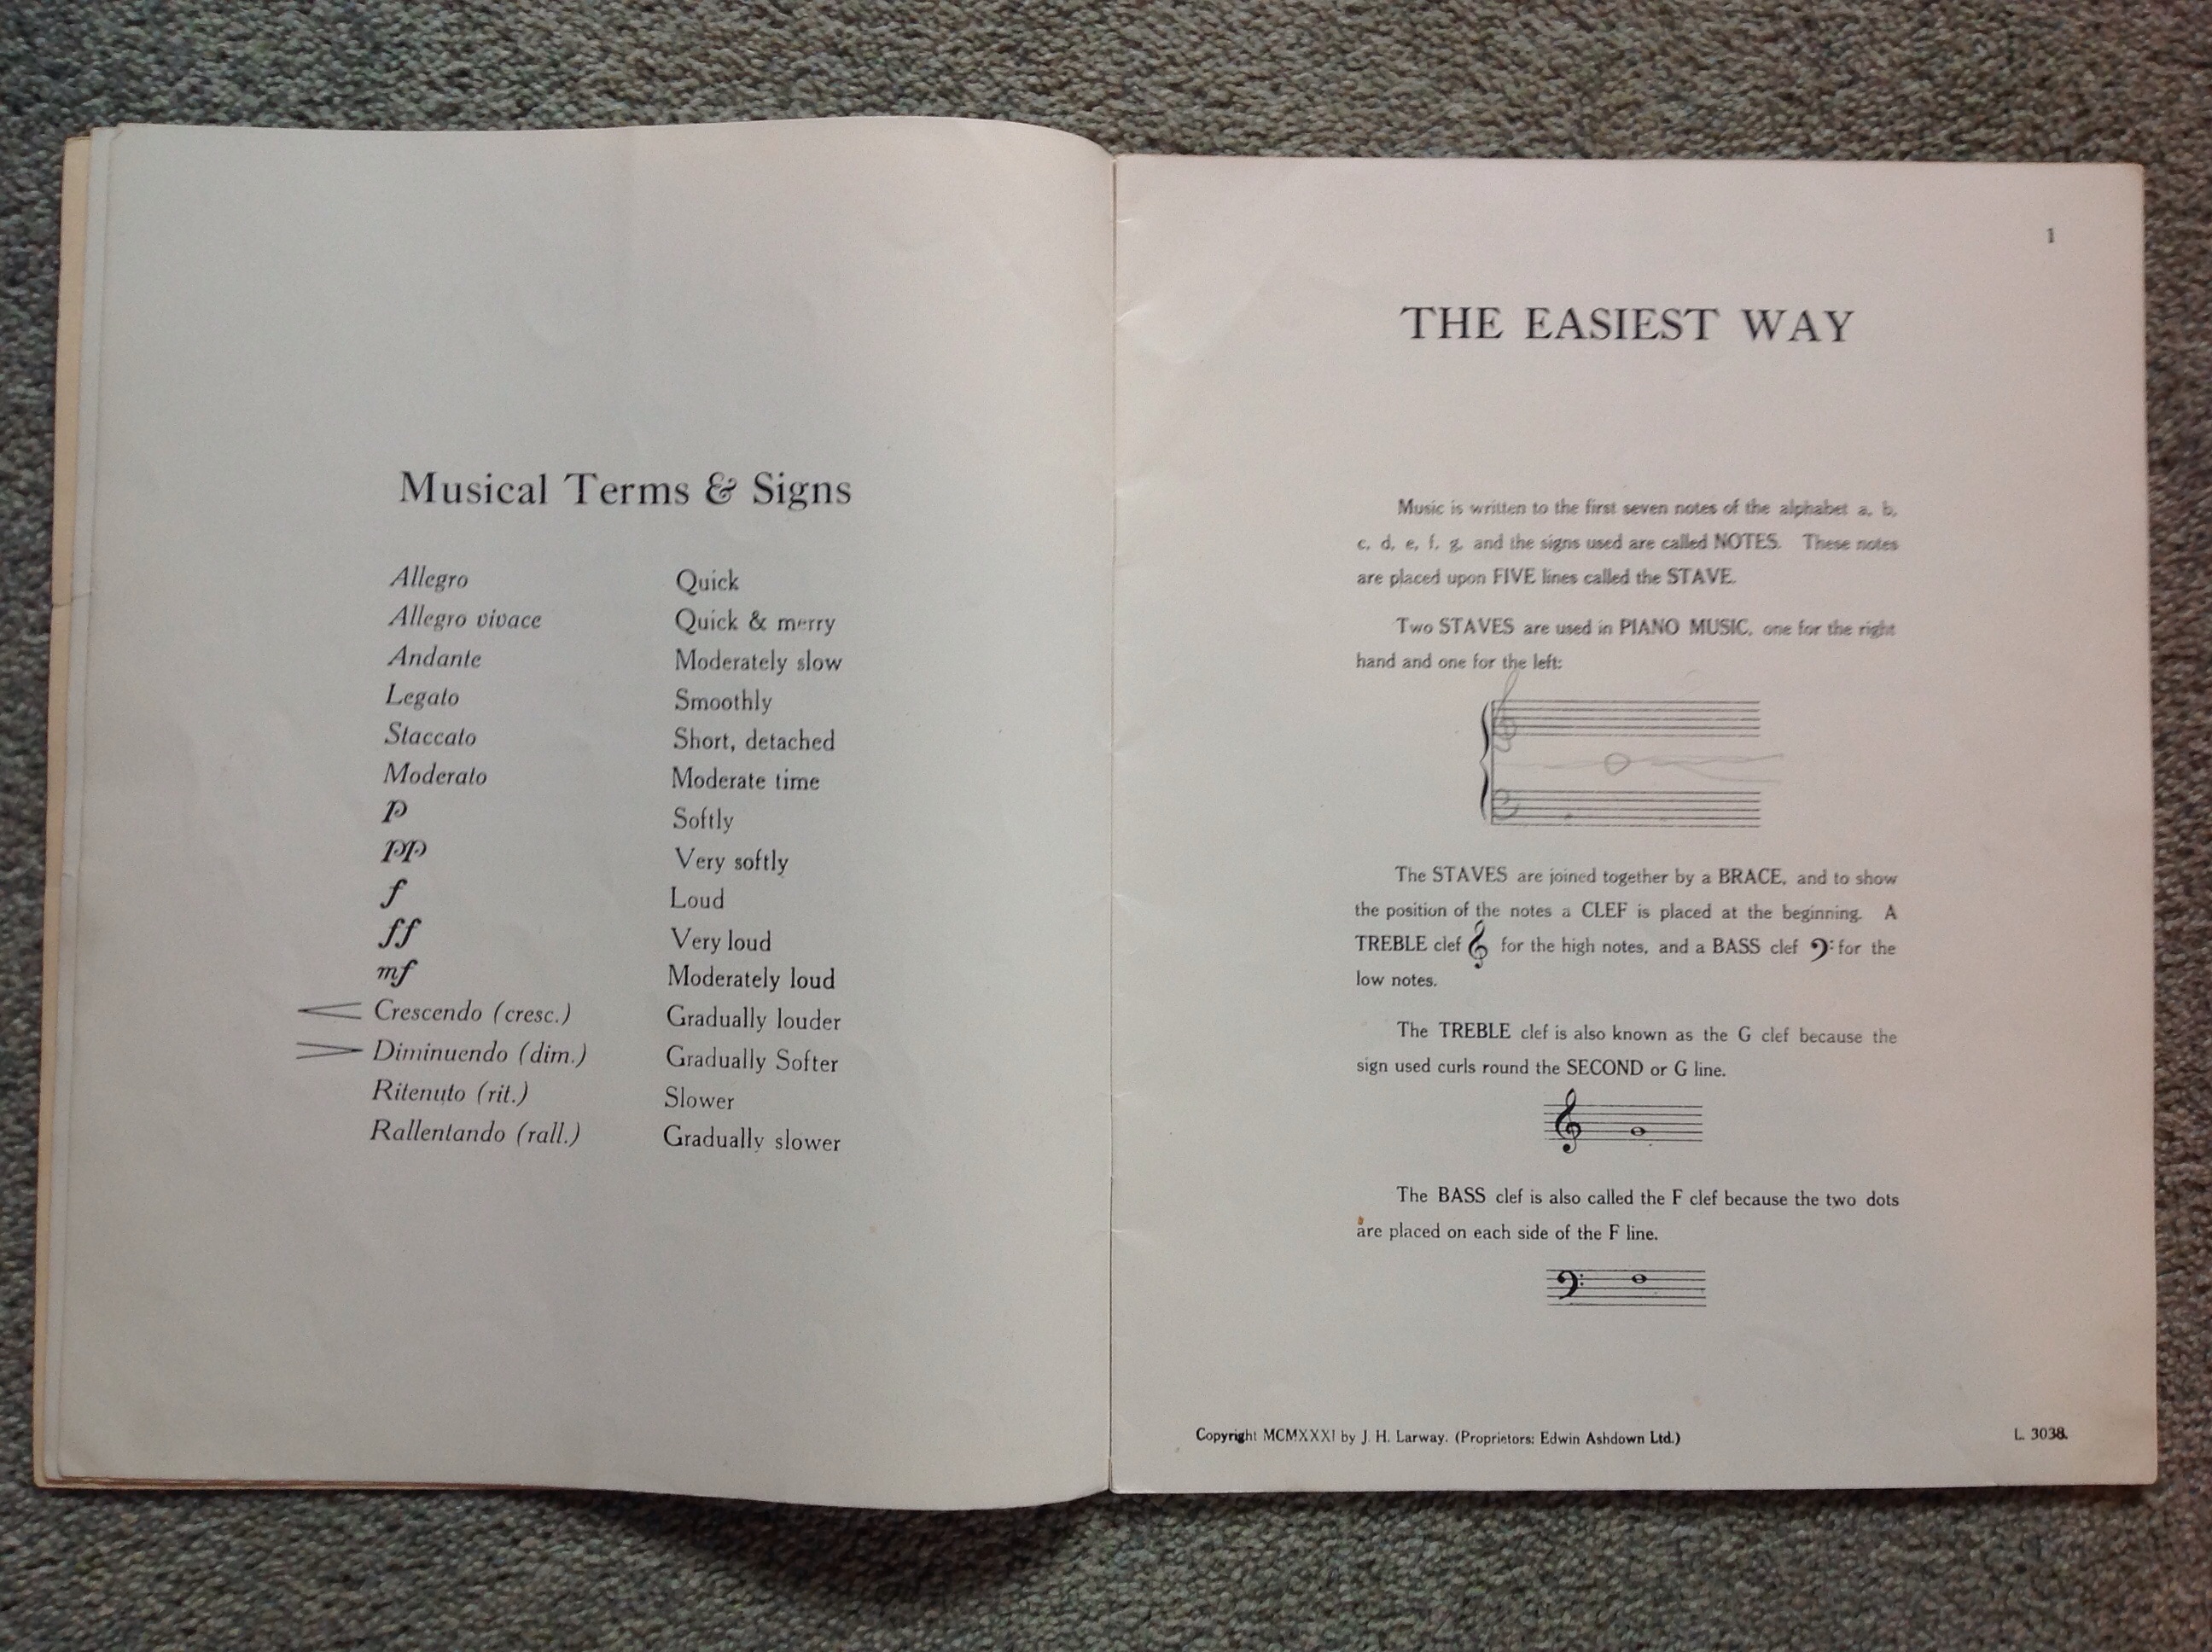 Musical Terms & Signs
Allegro Quick
Allegro vivace Quick & merry
Andante Moderately slow
Legato Smoothly
Staccato Short, detached
Moderato Moderate time
p Softly
pp Very softly
f Loud
ff Very loud
mf Moderately loud
Crescendo (cresc.) Gradually louder
Diminuendo (dim.) Gradually Softer
Ritenuto (rit.) Slower
Rallentando (rall.) Gradually slower
1
THE EASIEST WAY
Music is written to the first seven notes of the alphabet a, b,
c, d, e, f, g, and the signs used are called NOTES. These notes
are placed upon FIVE lines called the STAVE.
Two STAVES are used in PIANO MUSIC, one for the right
hand and one for the left:
The STAVES are joined together by a BRACE, and to show
the position of the notes a CLEF is placed at the beginning. A
TREBLE clef 𝄞 for the high notes, and a BASS clef 𝄢 for the
low notes.
The TREBLE clef is also known as the G clef because the
sign used curls round the SECOND or G line.
The BASS clef is also called the F clef because the two dots
are placed on each side of the F line.
Copyright MCMXXXI by J. H. Larway. (Proprietors: Edwin Ashdown Ltd.)
L. 3038.